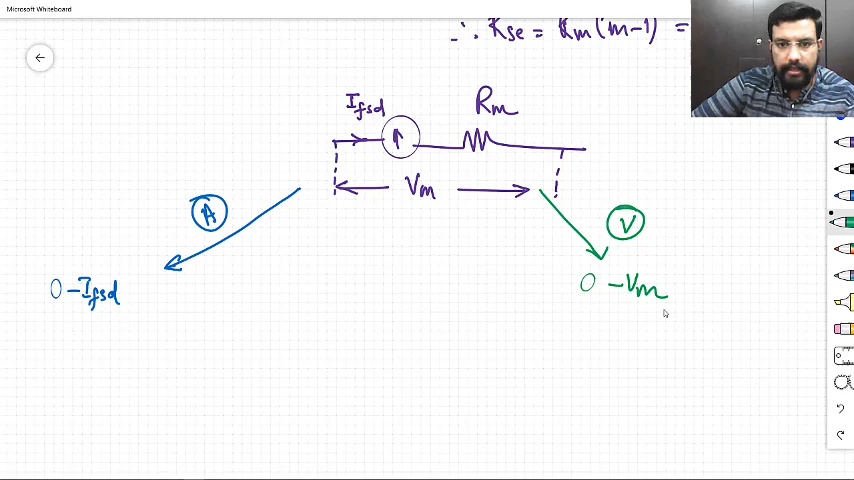 Microsoft Whiteboard
∴ Rse = Rm(m-1) =
Ifsd Rm
Vm
A V
0-Ifsd 0-Vm